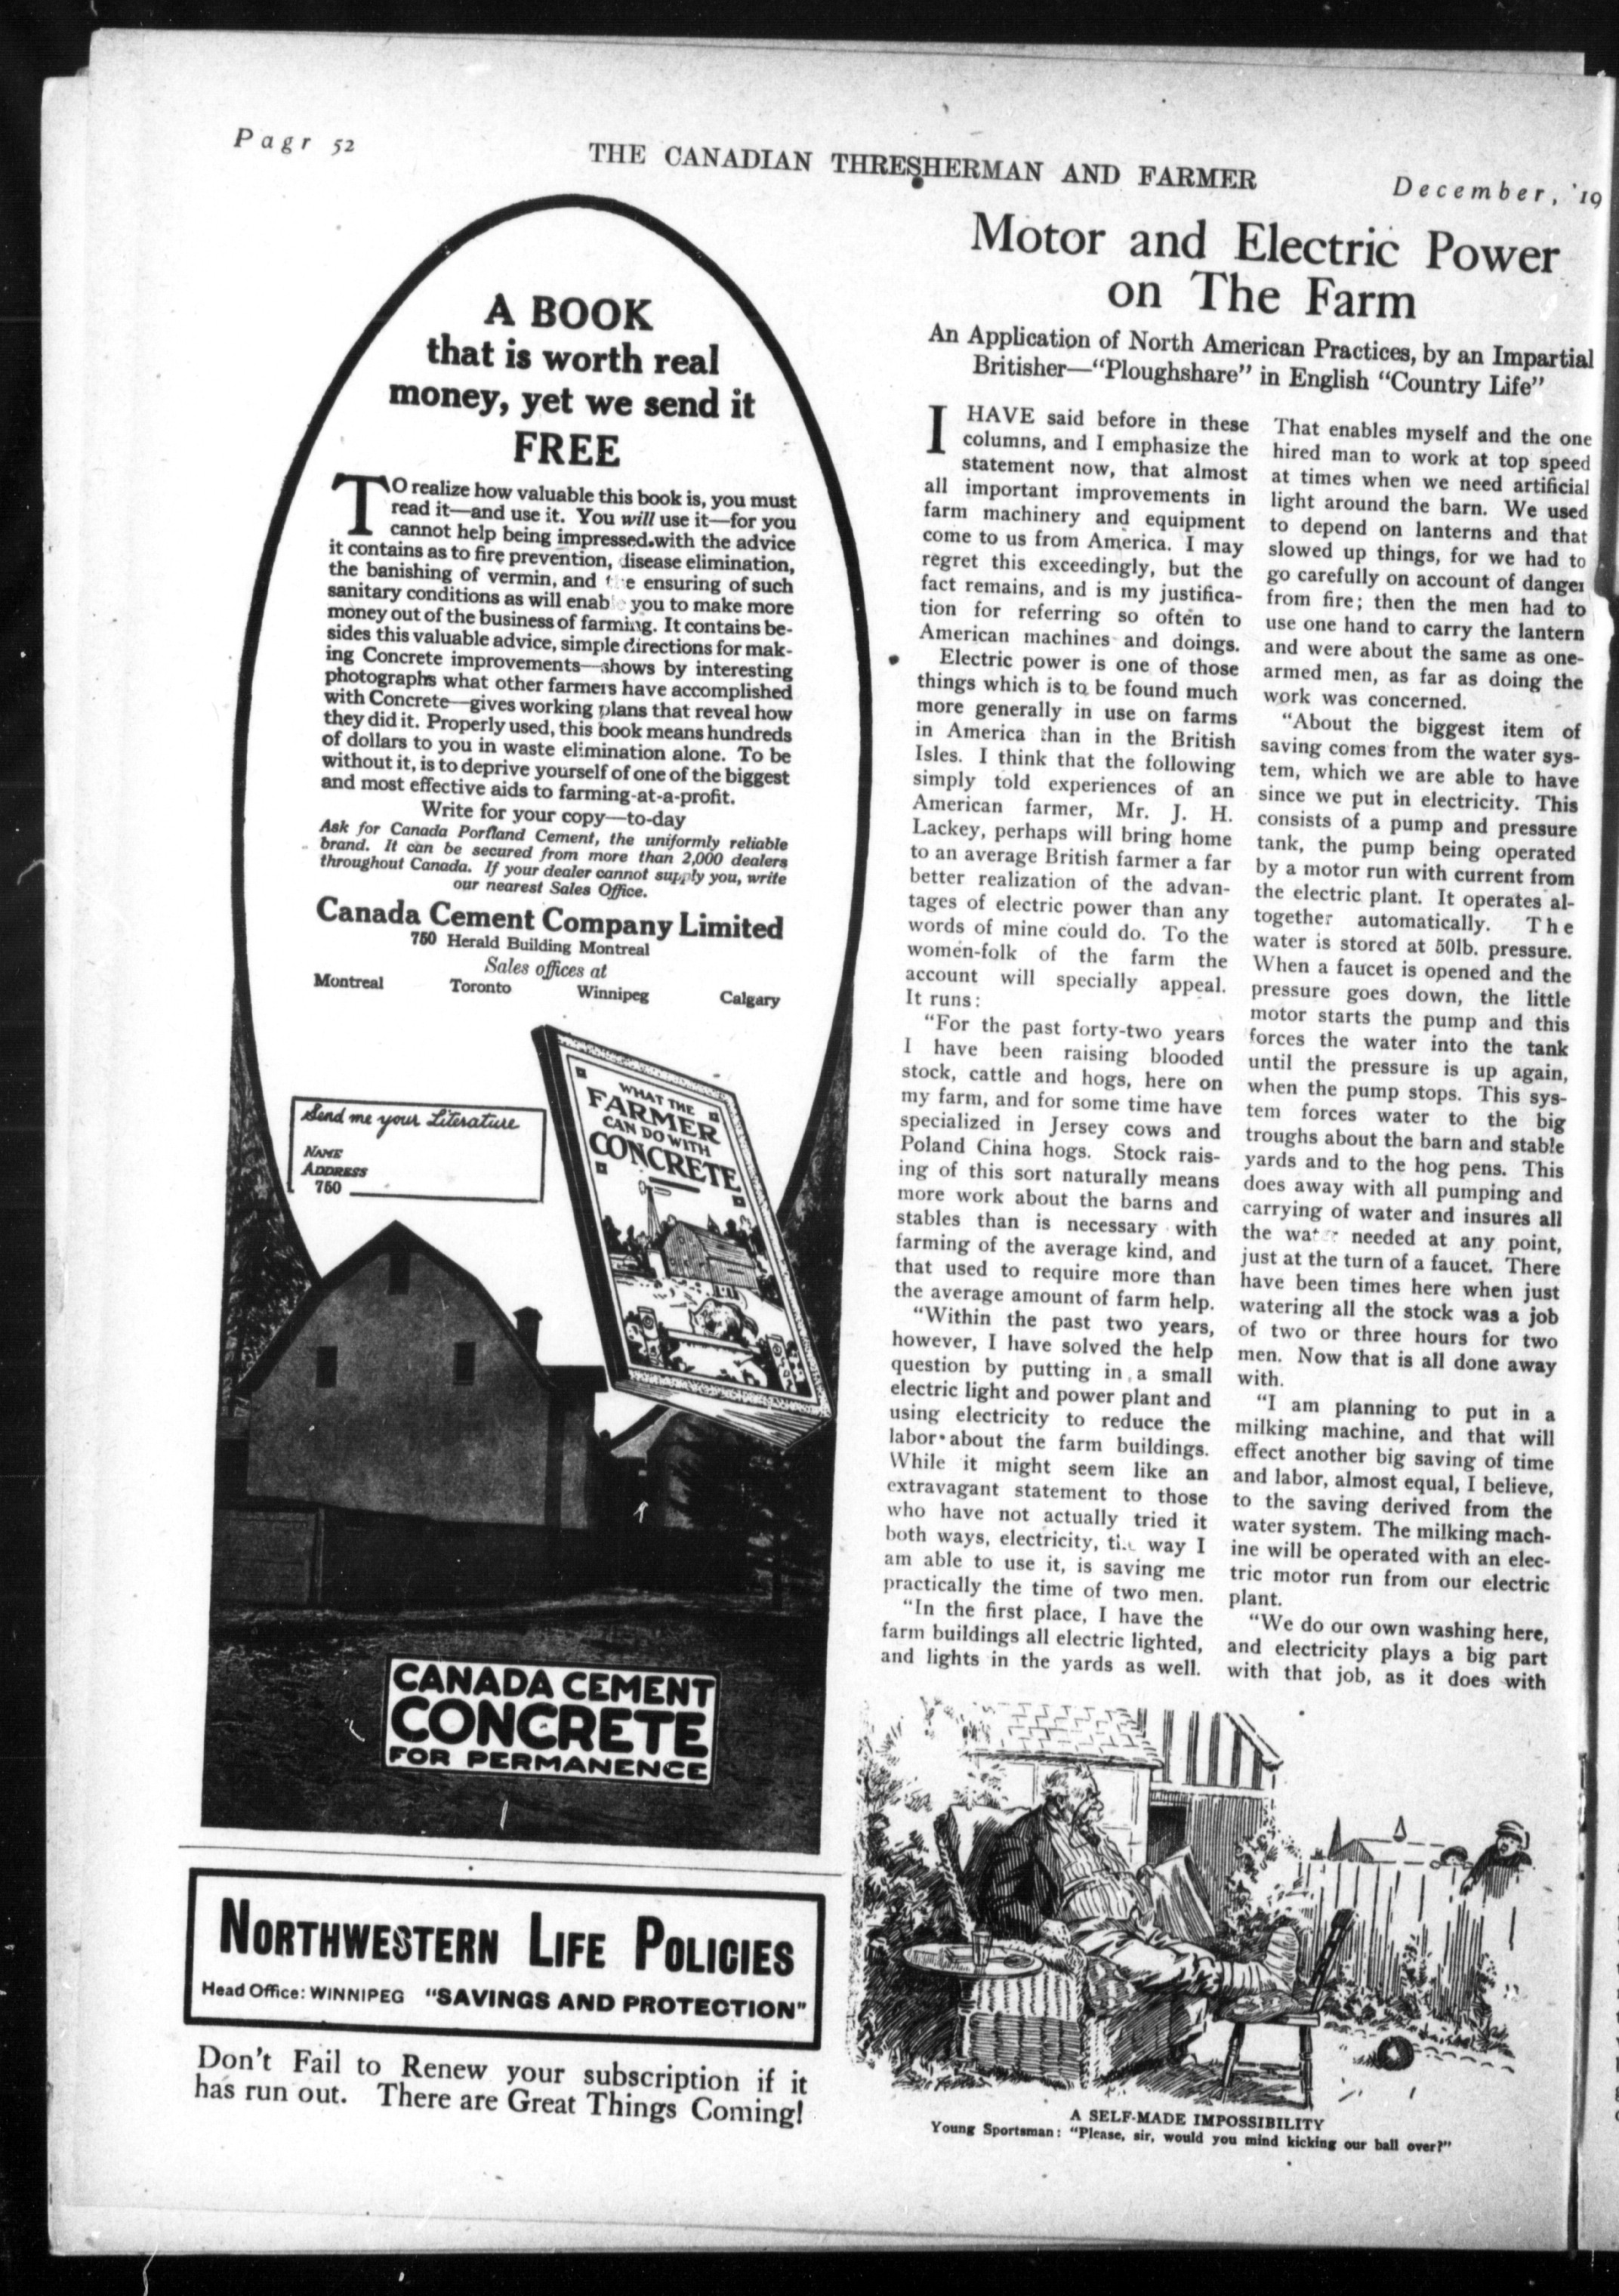 Pagr 52
THE CANADIAN THRESHERMAN AND FARMER
December, '19
A BOOK
that is worth real
money, yet we send it
FREE
TO realize how valuable this book is, you must
read it—and use it. You will use it—for you
cannot help being impressed with the advice
it contains as to fire prevention, disease elimination,
the banishing of vermin, and the ensuring of such
sanitary conditions as will enable you to make more
money out of the business of farming. It contains be-
sides this valuable advice, simple directions for mak-
ing Concrete improvements—shows by interesting
photographs what other farmers have accomplished
with Concrete—gives working plans that reveal how
they did it. Properly used, this book means hundreds
of dollars to you in waste elimination alone. To be
without it, is to deprive yourself of one of the biggest
and most effective aids to farming-at-a-profit.
Write for your copy—to-day
Ask for Canada Portland Cement, the uniformly reliable
brand. It can be secured from more than 2,000 dealers
throughout Canada. If your dealer cannot supply you, write
our nearest Sales Office.
Canada Cement Company Limited
750 Herald Building Montreal
Sales offices at
Montreal Toronto Winnipeg Calgary
Send me your Literature
NAME
ADDRESS
750
WHAT THE
FARMER
CAN DO WITH
CONCRETE
CANADA CEMENT
CONCRETE
FOR PERMANENCE
NORTHWESTERN LIFE POLICIES
Head Office: WINNIPEG "SAVINGS AND PROTECTION"
Don't Fail to Renew your subscription if it
has run out. There are Great Things Coming!
Motor and Electric Power
on The Farm
An Application of North American Practices, by an Impartial
Britisher—"Ploughshare" in English "Country Life"
I HAVE said before in these
columns, and I emphasize the
statement now, that almost
all important improvements in
farm machinery and equipment
come to us from America. I may
regret this exceedingly, but the
fact remains, and is my justifica-
tion for referring so often to
American machines and doings.
Electric power is one of those
things which is to be found much
more generally in use on farms
in America than in the British
Isles. I think that the following
simply told experiences of an
American farmer, Mr. J. H.
Lackey, perhaps will bring home
to an average British farmer a far
better realization of the advan-
tages of electric power than any
words of mine could do. To the
women-folk of the farm the
account will specially appeal.
It runs:
"For the past forty-two years
I have been raising blooded
stock, cattle and hogs, here on
my farm, and for some time have
specialized in Jersey cows and
Poland China hogs. Stock rais-
ing of this sort naturally means
more work about the barns and
stables than is necessary with
farming of the average kind, and
that used to require more than
the average amount of farm help.
"Within the past two years,
however, I have solved the help
question by putting in a small
electric light and power plant and
using electricity to reduce the
labor about the farm buildings.
While it might seem like an
extravagant statement to those
who have not actually tried it
both ways, electricity, the way I
am able to use it, is saving me
practically the time of two men.
"In the first place, I have the
farm buildings all electric lighted,
and lights in the yards as well.
That enables myself and the one
hired man to work at top speed
at times when we need artificial
light around the barn. We used
to depend on lanterns and that
slowed up things, for we had to
go carefully on account of danger
from fire; then the men had to
use one hand to carry the lantern
and were about the same as one-
armed men, as far as doing the
work was concerned.
"About the biggest item of
saving comes from the water sys-
tem, which we are able to have
since we put in electricity. This
consists of a pump and pressure
tank, the pump being operated
by a motor run with current from
the electric plant. It operates al-
together automatically. The
water is stored at 50lb. pressure.
When a faucet is opened and the
pressure goes down, the little
motor starts the pump and this
forces the water into the tank
until the pressure is up again,
when the pump stops. This sys-
tem forces water to the big
troughs about the barn and stable
yards and to the hog pens. This
does away with all pumping and
carrying of water and insures all
the water needed at any point,
just at the turn of a faucet. There
have been times here when just
watering all the stock was a job
of two or three hours for two
men. Now that is all done away
with.
"I am planning to put in a
milking machine, and that will
effect another big saving of time
and labor, almost equal, I believe,
to the saving derived from the
water system. The milking mach-
ine will be operated with an elec-
tric motor run from our electric
plant.
"We do our own washing here,
and electricity plays a big part
with that job, as it does with
A SELF-MADE IMPOSSIBILITY
Young Sportsman: "Please, sir, would you mind kicking our ball over?"